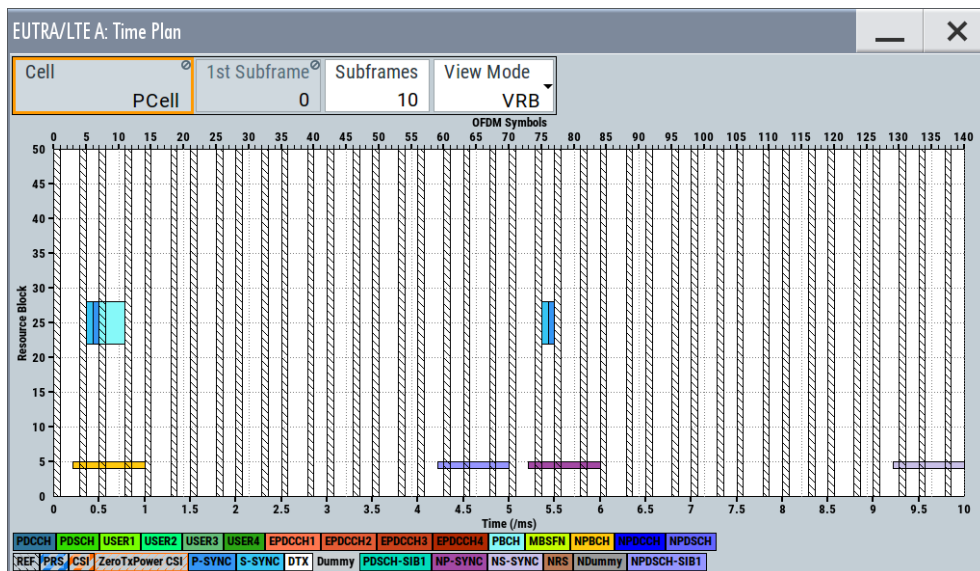 EUTRA/LTE A: Time Plan
Cell 1st Subframe Subframes View Mode
PCell 0 10 VRB
OFDM Symbols
0 5 10 15 20 25 30 35 40 45 50 55 60 65 70 75 80 85 90 95 100 105 110 115 120 125 130 135 140
50
45
40
35
30
25
20
15
10
5
0
Resource Block
0 0.5 1 1.5 2 2.5 3 3.5 4 4.5 5 5.5 6 6.5 7 7.5 8 8.5 9 9.5 10
Time (/ms)
PDCCH PDSCH USER1 USER2 USER3 USER4 EPDCCH1 EPDCCH2 EPDCCH3 EPDCCH4 PBCH MBSFN NPBCH NPDCCH NPDSCH
REF PRS CSI ZeroTxPower CSI P-SYNC S-SYNC DTX Dummy PDSCH-SIB1 NP-SYNC NS-SYNC NRS NDummy NPDSCH-SIB1